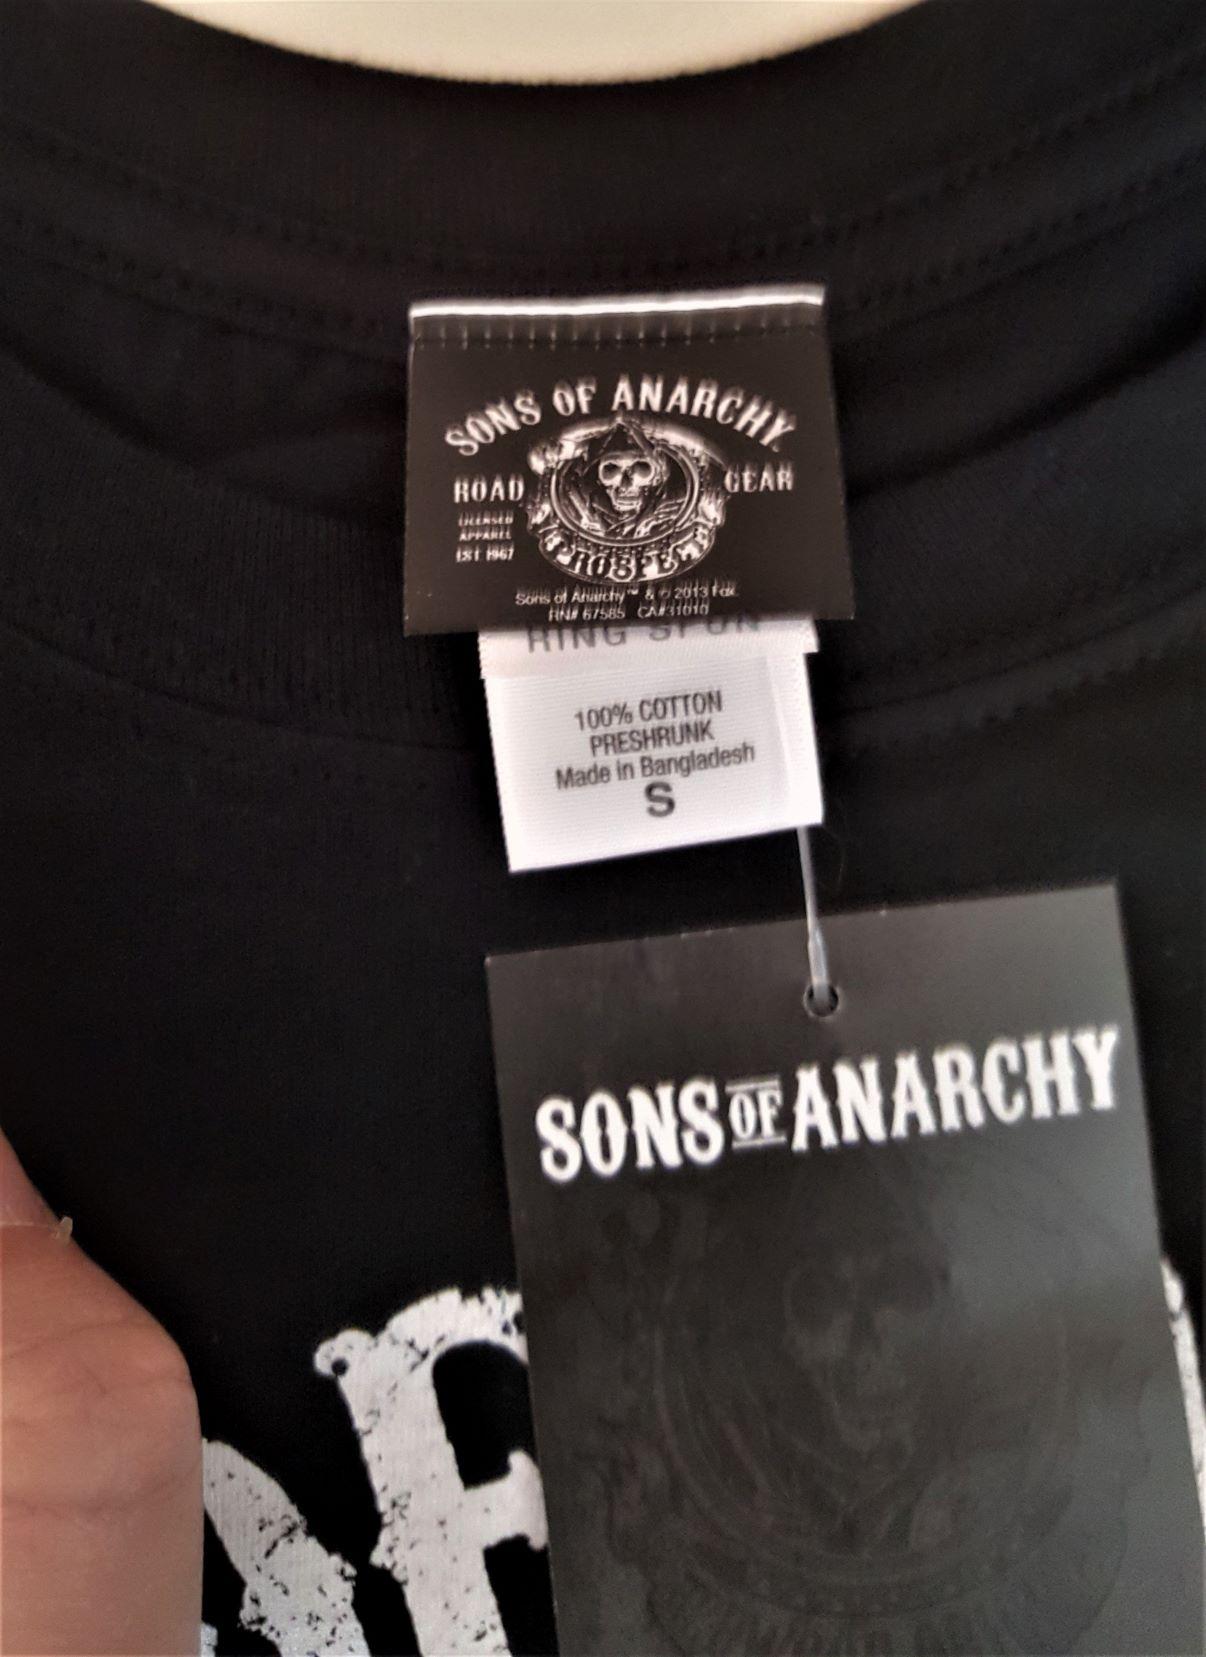 SONS OF ANARCHY
ROAD GEAR
LICENSED
APPAREL
EST 1967
PROSPECT
Sons of Anarchy™ & © 2013 Fox.
RN# 67585 CA#31010
RING SPUN
100% COTTON
PRESHRUNK
Made in Bangladesh
S
SONS OF ANARCHY